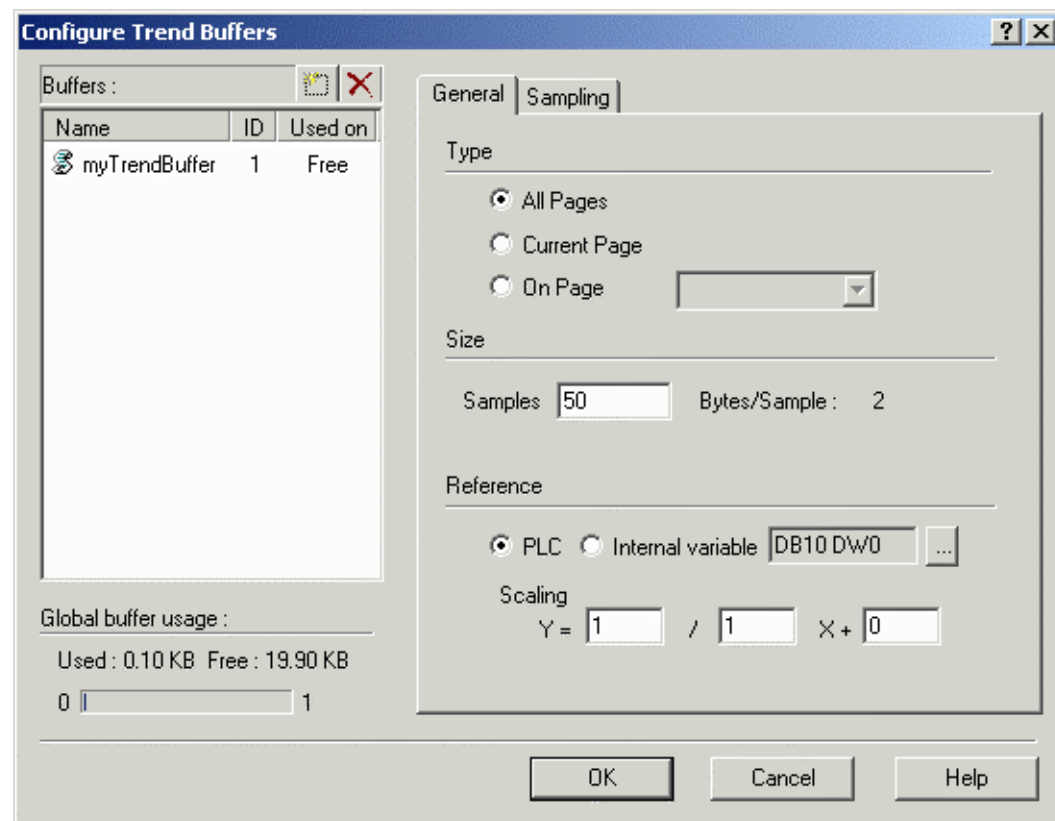 Configure Trend Buffers
Buffers :
Name ID Used on
myTrendBuffer 1 Free
Global buffer usage :
Used : 0.10 KB Free : 19.90 KB
0 1
General Sampling
Type
All Pages
Current Page
On Page
Size
Samples 50 Bytes/Sample : 2
Reference
PLC Internal variable DB10 DW0 ...
Scaling
Y = 1 / 1 X + 0
OK Cancel Help